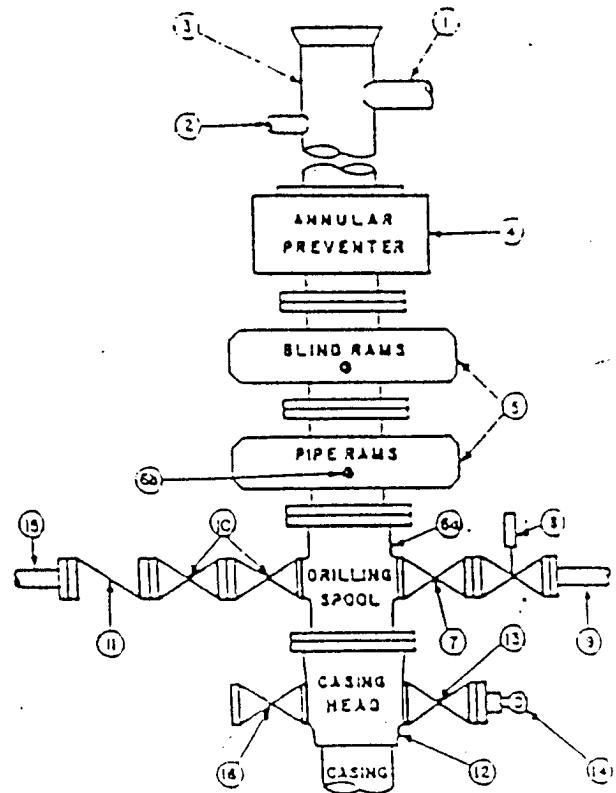 3
1
2
ANNULAR
PREVENTER
4
BLIND RAMS
5
PIPE RAMS
6b
15
10
6a
8
DRILLING
SPOOL
11
7
9
13
CASING
HEAD
16
12
14
CASING